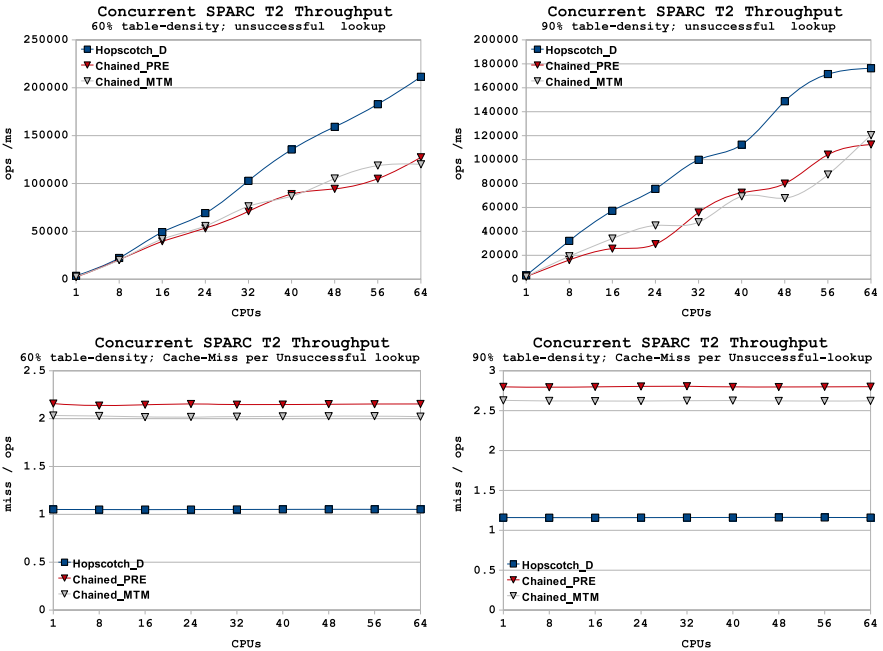 Concurrent SPARC T2 Throughput
60% table-density; unsuccessful lookup
250000
200000
150000
100000
50000
0
ops /ms
Hopscotch_D
Chained_PRE
Chained_MTM
1 8 16 24 32 40 48 56 64
CPUs
Concurrent SPARC T2 Throughput
90% table-density; unsuccessful lookup
200000
180000
160000
140000
120000
100000
80000
60000
40000
20000
0
ops /ms
Hopscotch_D
Chained_PRE
Chained_MTM
1 8 16 24 32 40 48 56 64
CPUs
Concurrent SPARC T2 Throughput
60% table-density; Cache-Miss per Unsuccessful lookup
2.5
2
1.5
1
0.5
0
miss / ops
Hopscotch_D
Chained_PRE
Chained_MTM
1 8 16 24 32 40 48 56 64
CPUs
Concurrent SPARC T2 Throughput
90% table-density; Cache-Miss per Unsuccessful-lookup
3
2.5
2
1.5
1
0.5
0
miss / ops
Hopscotch_D
Chained_PRE
Chained_MTM
1 8 16 24 32 40 48 56 64
CPUs